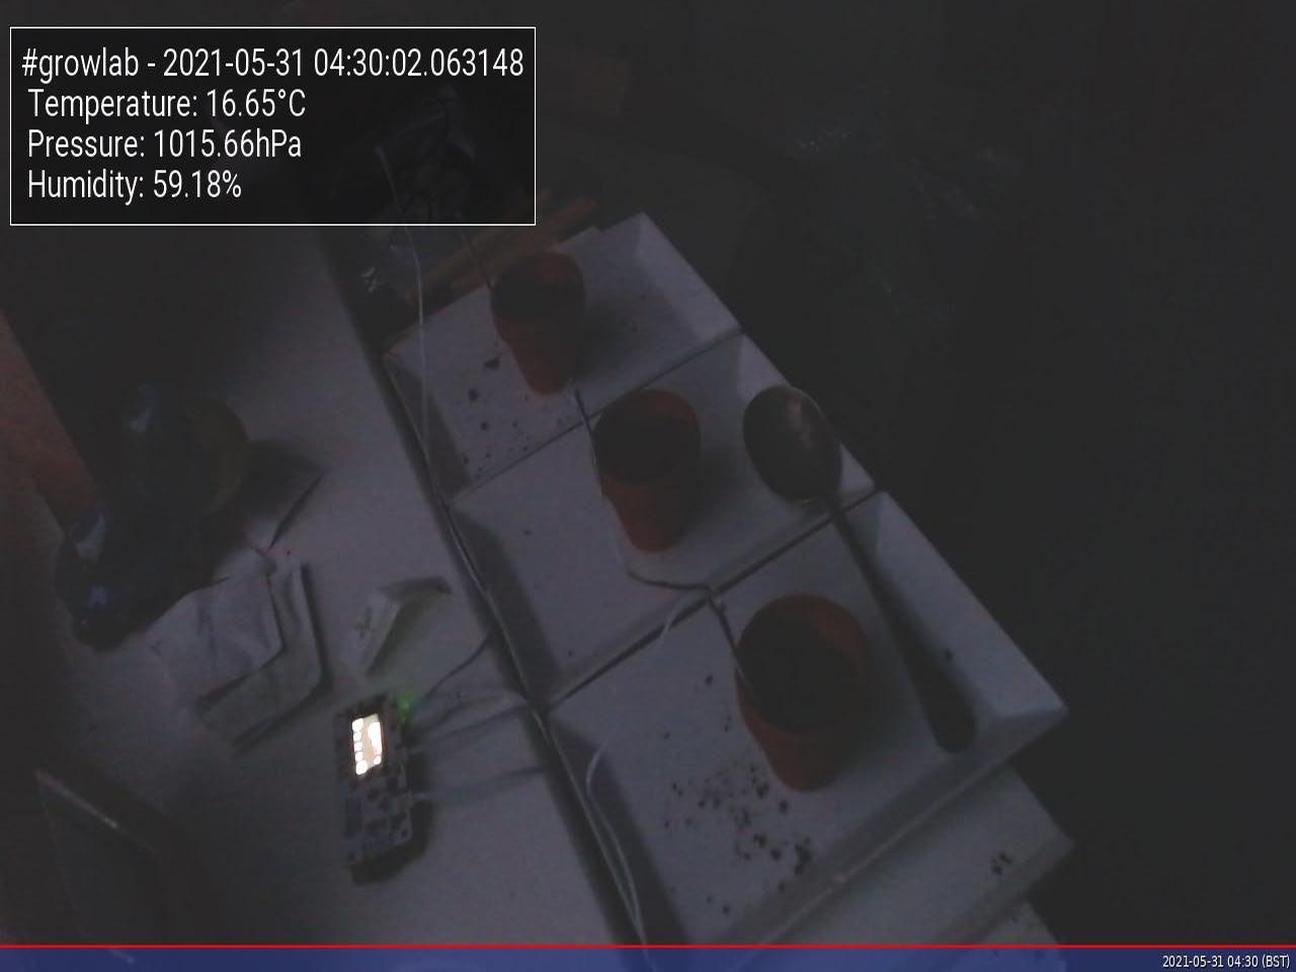 #growlab - 2021-05-31 04:30:02.063148
Temperature: 16.65°C
Pressure: 1015.66hPa
Humidity: 59.18%
2021-05-31 04:30 (BST)